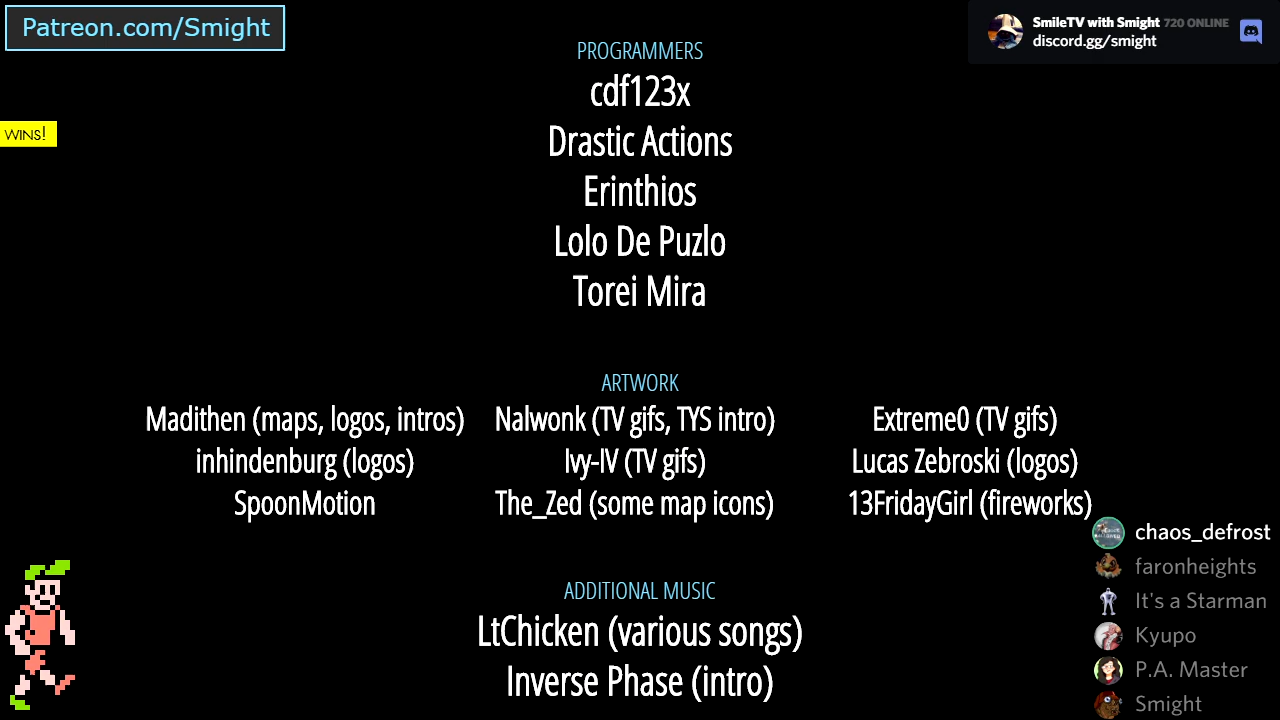 Patreon.com/Smight
SmileTV with Smight 720 ONLINE
discord.gg/smight
WINS!
PROGRAMMERS
cdf123x
Drastic Actions
Erinthios
Lolo De Puzlo
Torei Mira
ARTWORK
Madithen (maps, logos, intros) Nalwonk (TV gifs, TYS intro) Extreme0 (TV gifs)
inhindenburg (logos) Ivy-IV (TV gifs) Lucas Zebroski (logos)
SpoonMotion The_Zed (some map icons) 13FridayGirl (fireworks)
chaos_defrost
faronheights
ADDITIONAL MUSIC
It's a Starman
LtChicken (various songs)
Kyupo
P.A. Master
Inverse Phase (intro)
Smight